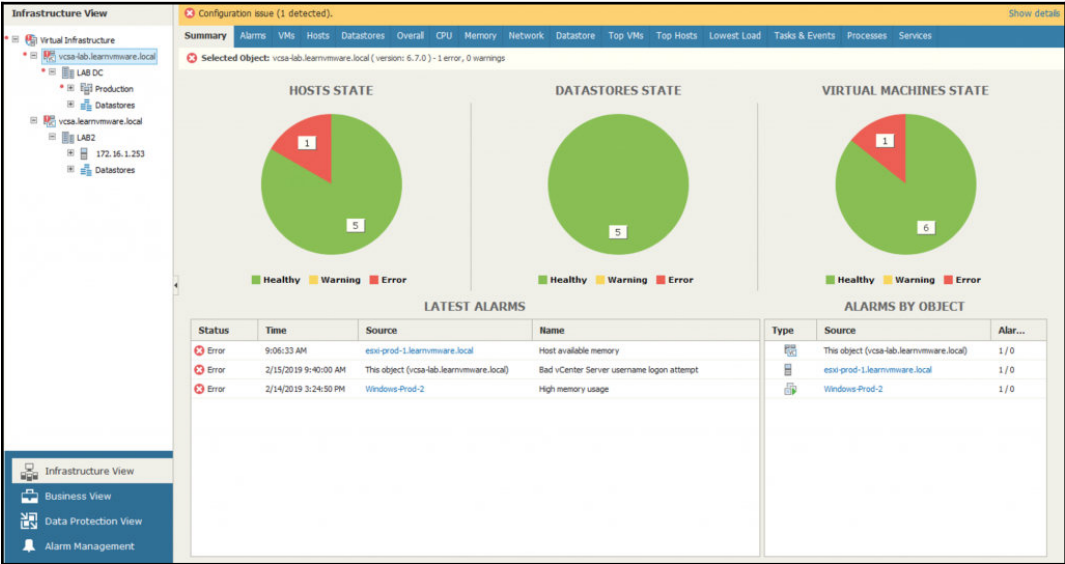 Infrastructure View
Configuration issue (1 detected).
Show details
Virtual Infrastructure
vcsa-lab.learnvmware.local
LAB DC
Production
Datastores
vcsa.learnvmware.local
LAB2
172.16.1.253
Datastores
Summary Alarms VMs Hosts Datastores Overall CPU Memory Network Datastore Top VMs Top Hosts Lowest Load Tasks & Events Processes Services
Selected Object: vcsa-lab.learnvmware.local ( version: 6.7.0 ) - 1 error, 0 warnings
HOSTS STATE
1
5
Healthy Warning Error
DATASTORES STATE
5
Healthy Warning Error
VIRTUAL MACHINES STATE
1
6
Healthy Warning Error
LATEST ALARMS
Status Time Source Name
Error 9:06:33 AM esxi-prod-1.learnvmware.local Host available memory
Error 2/15/2019 9:40:00 AM This object (vcsa-lab.learnvmware.local) Bad vCenter Server username logon attempt
Error 2/14/2019 3:24:50 PM Windows-Prod-2 High memory usage
ALARMS BY OBJECT
Type Source Alar...
This object (vcsa-lab.learnvmware.local) 1 / 0
esxi-prod-1.learnvmware.local 1 / 0
Windows-Prod-2 1 / 0
Infrastructure View
Business View
Data Protection View
Alarm Management